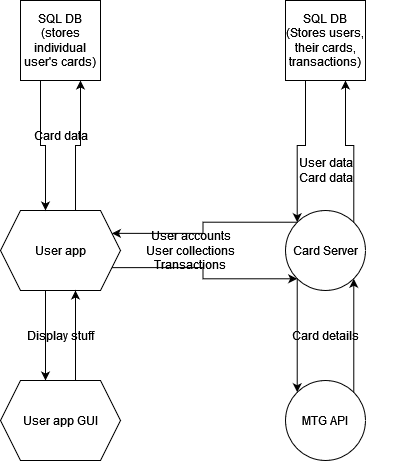 SQL DB
(stores
individual
user's cards)
SQL DB
(Stores users,
their cards,
transactions)
Card data
User data
Card data
User app
User accounts
User collections
Transactions
Card Server
Display stuff
Card details
User app GUI
MTG API